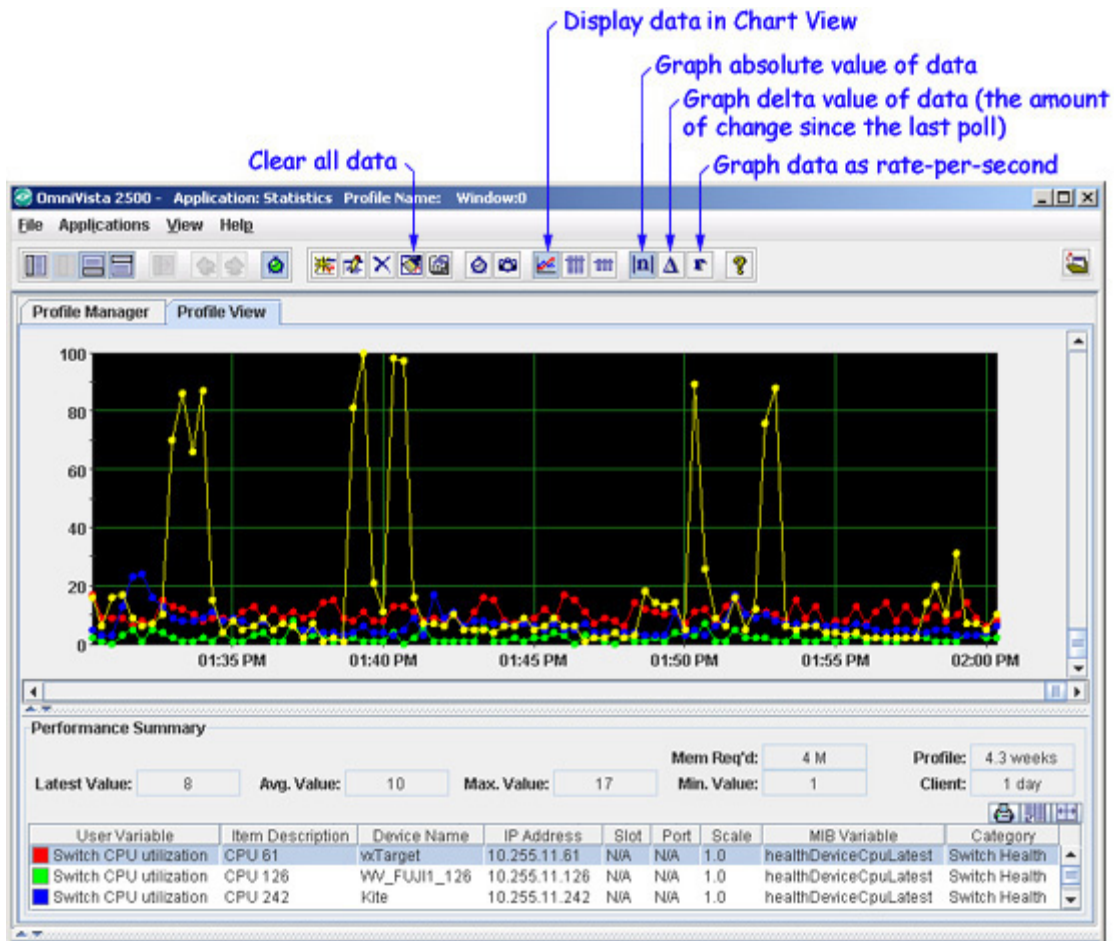 Display data in Chart View
Graph absolute value of data
Graph delta value of data (the amount
of change since the last poll)
Clear all data
Graph data as rate-per-second
OmniVista 2500 - Application: Statistics Profile Name: Window:0
File Applications View Help
|n| Δ r ?
Profile Manager Profile View
100
80
60
40
20
0
01:35 PM 01:40 PM 01:45 PM 01:50 PM 01:55 PM 02:00 PM
Performance Summary
Mem Req'd: 4 M Profile: 4.3 weeks
Latest Value: 8 Avg. Value: 10 Max. Value: 17 Min. Value: 1 Client: 1 day
User Variable Item Description Device Name IP Address Slot Port Scale MIB Variable Category
Switch CPU utilization CPU 61 vxTarget 10.255.11.61 N/A N/A 1.0 healthDeviceCpuLatest Switch Health
Switch CPU utilization CPU 126 WV_FUJI1_126 10.255.11.126 N/A N/A 1.0 healthDeviceCpuLatest Switch Health
Switch CPU utilization CPU 242 Kite 10.255.11.242 N/A N/A 1.0 healthDeviceCpuLatest Switch Health